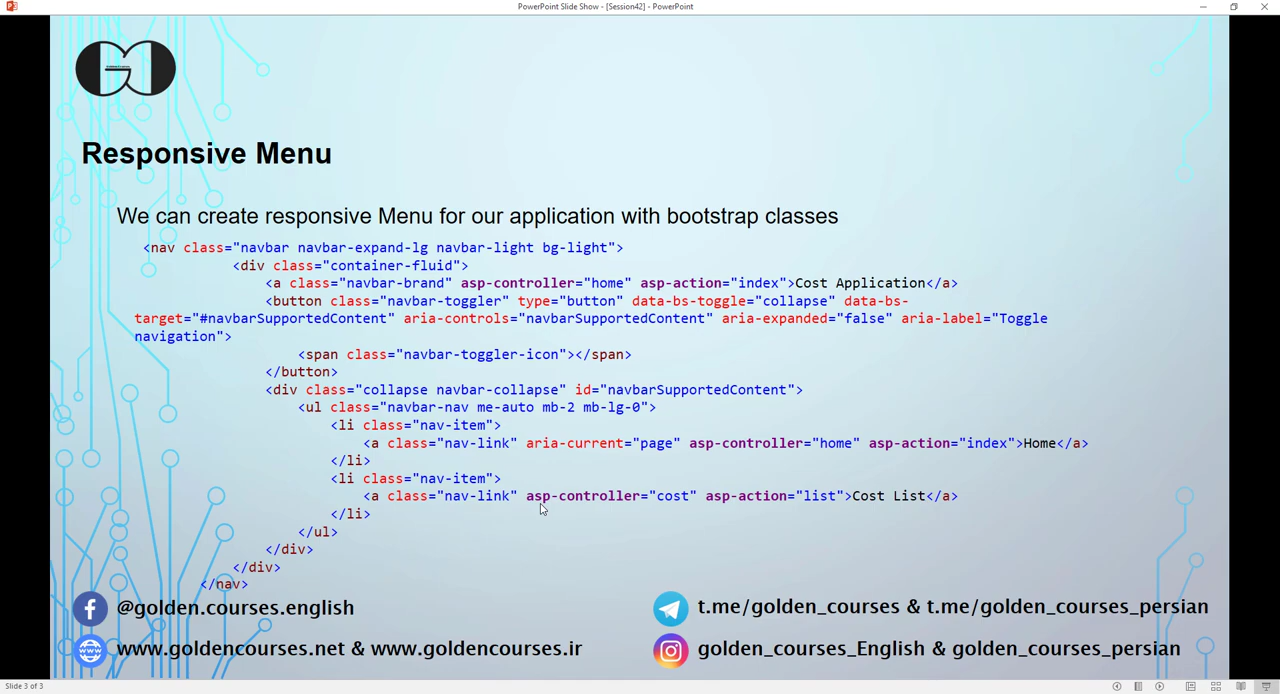 PowerPoint Slide Show - [Session42] - PowerPoint
Responsive Menu
We can create responsive Menu for our application with bootstrap classes
<nav class="navbar navbar-expand-lg navbar-light bg-light">
<div class="container-fluid">
<a class="navbar-brand" asp-controller="home" asp-action="index">Cost Application</a>
<button class="navbar-toggler" type="button" data-bs-toggle="collapse" data-bs-
target="#navbarSupportedContent" aria-controls="navbarSupportedContent" aria-expanded="false" aria-label="Toggle
navigation">
<span class="navbar-toggler-icon"></span>
</button>
<div class="collapse navbar-collapse" id="navbarSupportedContent">
<ul class="navbar-nav me-auto mb-2 mb-lg-0">
<li class="nav-item">
<a class="nav-link" aria-current="page" asp-controller="home" asp-action="index">Home</a>
</li>
<li class="nav-item">
<a class="nav-link" asp-controller="cost" asp-action="list">Cost List</a>
</li>
</ul>
</div>
</div>
</nav>
@golden.courses.english
t.me/golden_courses & t.me/golden_courses_persian
www.goldencourses.net & www.goldencourses.ir
golden_courses_English & golden_courses_persian
Slide 3 of 3